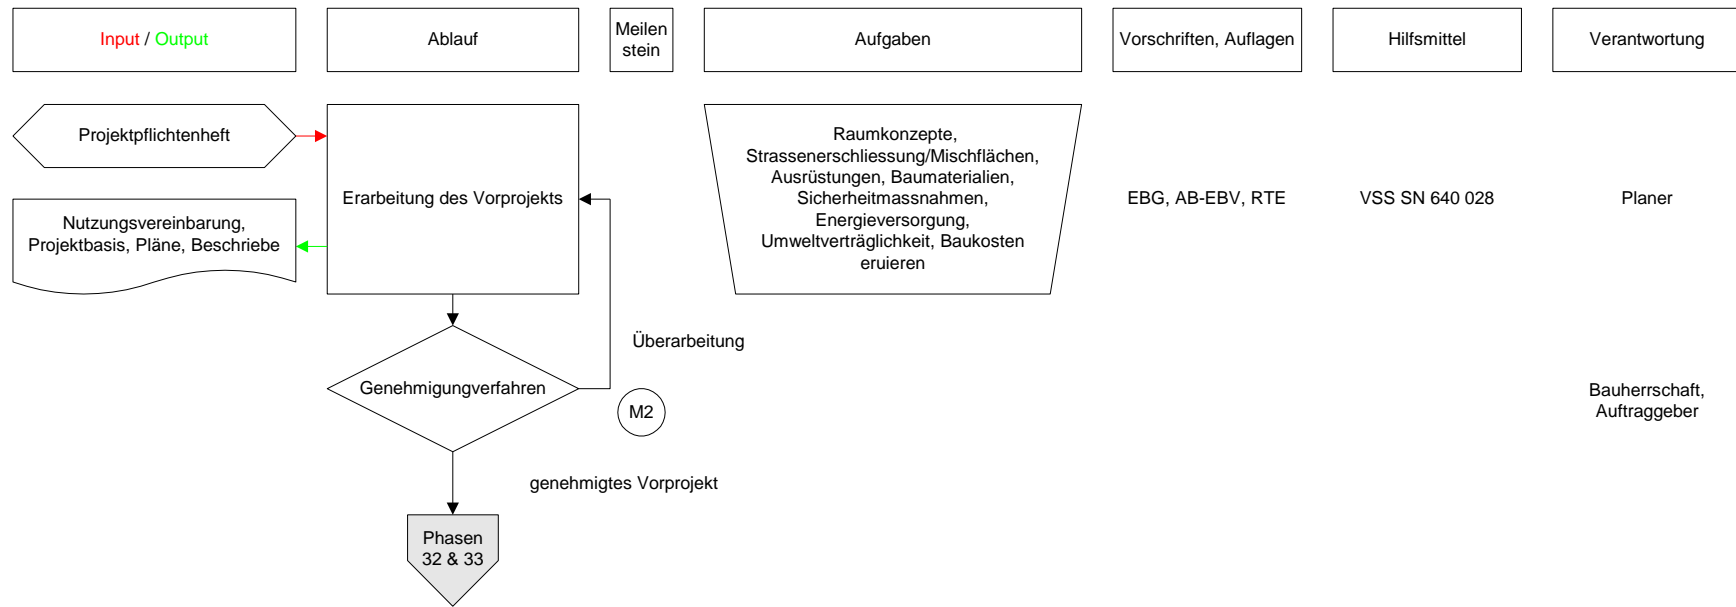 Input / Output
Ablauf
Meilen
stein
Aufgaben
Vorschriften, Auflagen
Hilfsmittel
Verantwortung
Projektpflichtenheft
Nutzungsvereinbarung,
Projektbasis, Pläne, Beschriebe
Erarbeitung des Vorprojekts
Raumkonzepte,
Strassenerschliessung/Mischflächen,
Ausrüstungen, Baumaterialien,
Sicherheitmassnahmen,
Energieversorgung,
Umweltverträglichkeit, Baukosten
eruieren
EBG, AB-EBV, RTE
VSS SN 640 028
Planer
Überarbeitung
Genehmigungverfahren
M2
Bauherrschaft,
Auftraggeber
genehmigtes Vorprojekt
Phasen
32 & 33